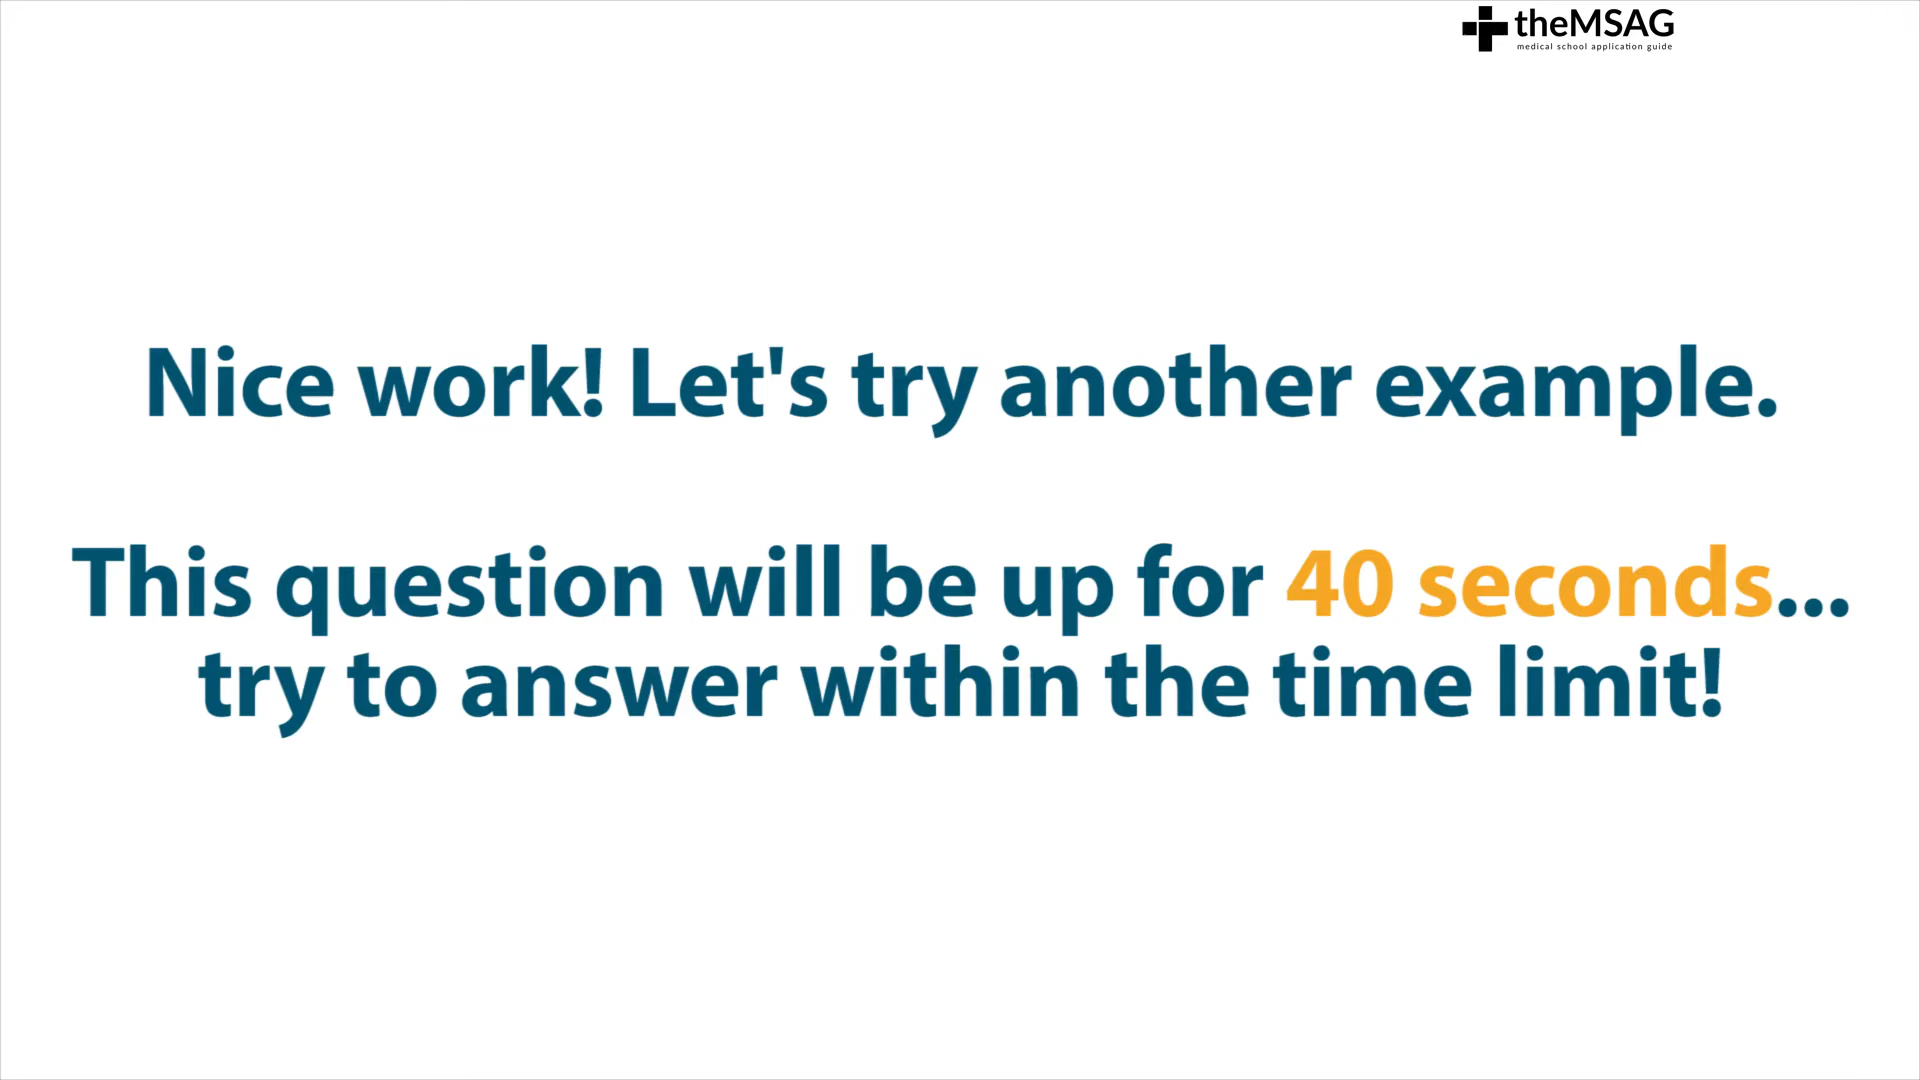 theMSAG
medical school application guide
Nice work! Let's try another example.
This question will be up for 40 seconds...
try to answer within the time limit!